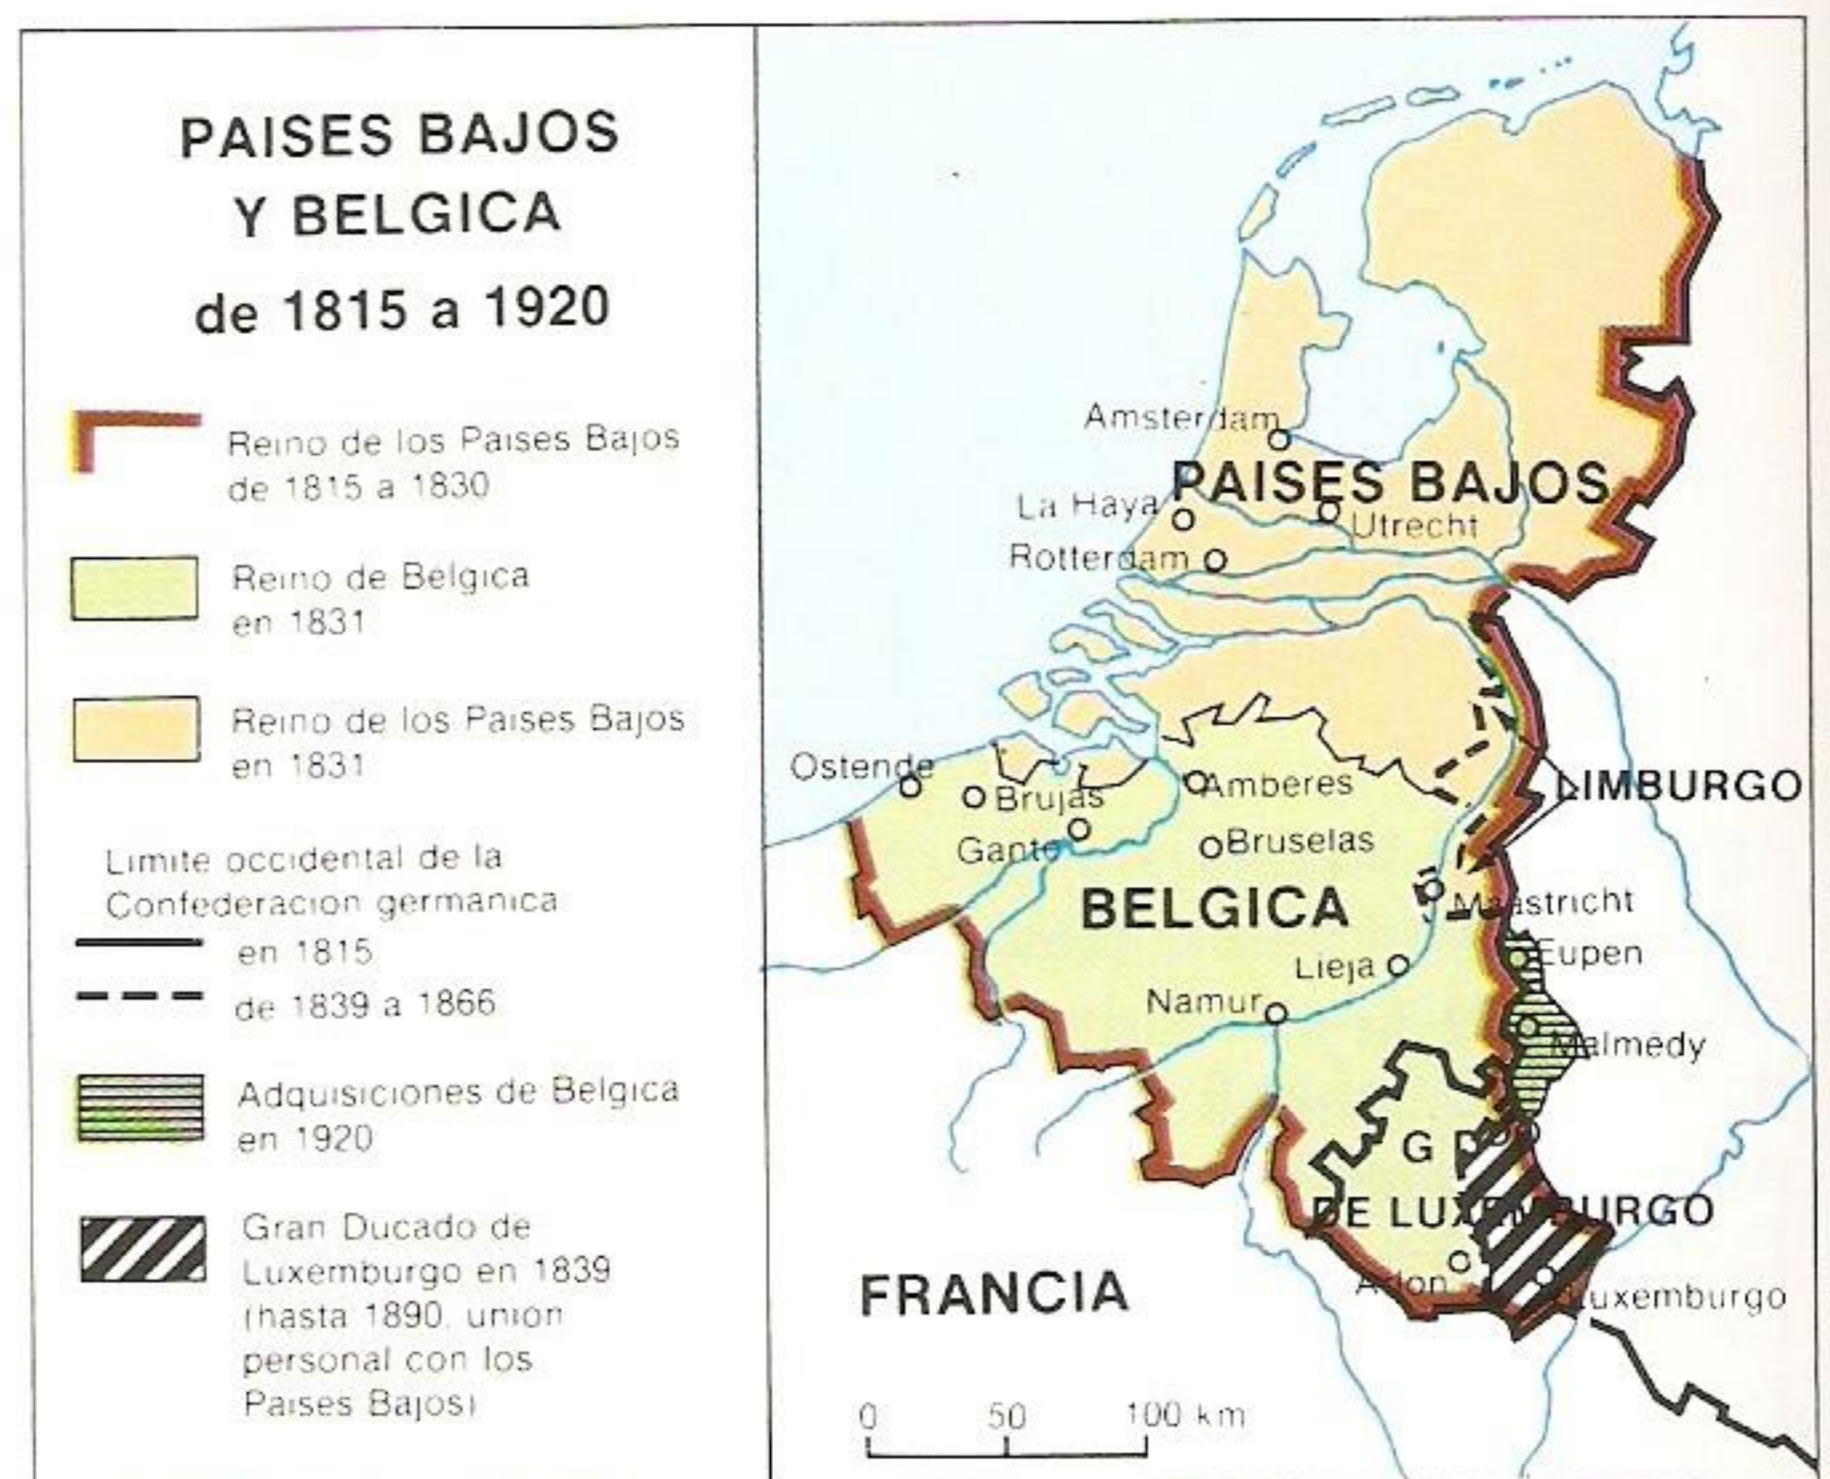 PAISES BAJOS
Y BELGICA
de 1815 a 1920
Reino de los Paises Bajos
de 1815 a 1830
Reino de Belgica
en 1831
Reino de los Paises Bajos
en 1831
Limite occidental de la
Confederacion germanica
en 1815
de 1839 a 1866
Adquisiciones de Belgica
en 1920
Gran Ducado de
Luxemburgo en 1839
(hasta 1890, union
personal con los
Paises Bajos)
Amsterdam
PAISES BAJOS
La Haya
Utrecht
Rotterdam
Ostende
Brujas
Amberes
LIMBURGO
Gante
Bruselas
BELGICA
Maastricht
Lieja
Eupen
Namur
Malmedy
G DDO
DE LUXEMBURGO
Arlon
Luxemburgo
FRANCIA
0 50 100 km